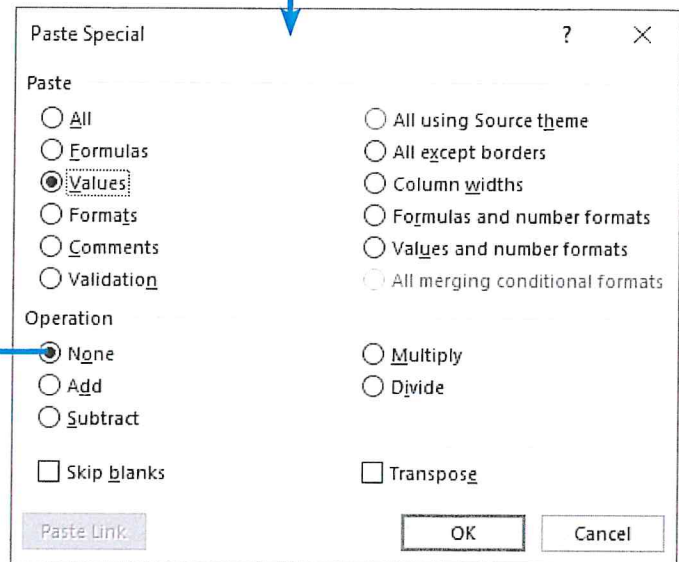 Paste Special ?
Paste
All
Formulas
Values
Formats
Comments
Validation
All using Source theme
All except borders
Column widths
Formulas and number formats
Values and number formats
All merging conditional formats
Operation
None
Add
Subtract
Multiply
Divide
Skip blanks
Transpose
Paste Link
OK
Cancel